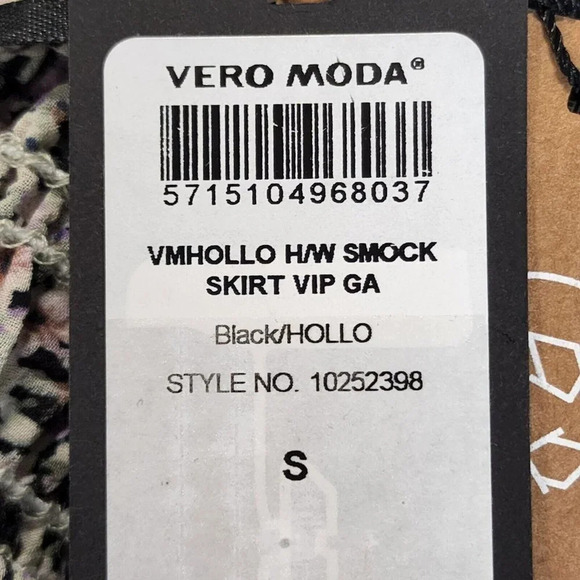 VERO MODA®
5715104968037
VMHOLLO H/W SMOCK
SKIRT VIP GA
Black/HOLLO
STYLE NO. 10252398
S